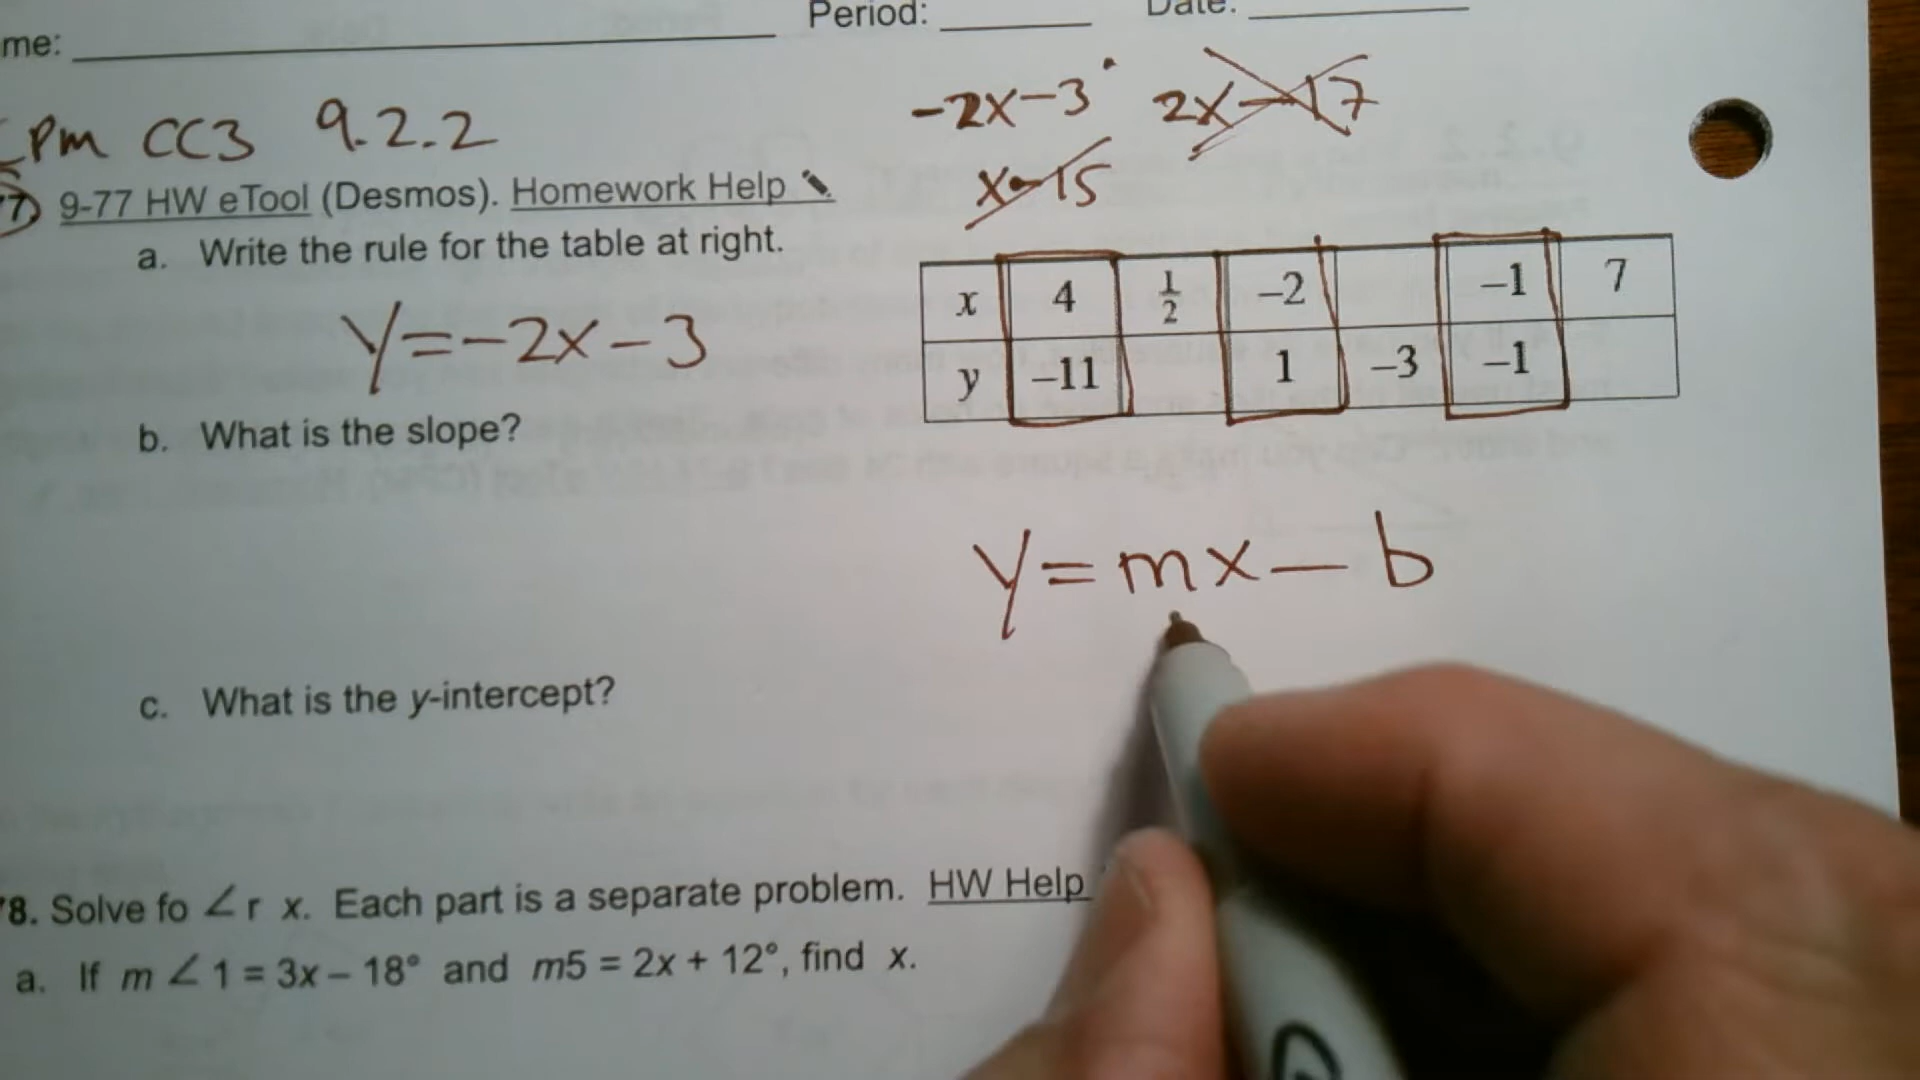 me: Period: Date:
CPM CC3 9.2.2
-2x-3 2x-17
x-15
7) 9-77 HW eTool (Desmos). Homework Help ✎
a. Write the rule for the table at right.
x 4 1/2 -2 -1 7
y -11 1 -3 -1
y=-2x-3
b. What is the slope?
y=mx-b
c. What is the y-intercept?
78. Solve fo ∠r x. Each part is a separate problem. HW Help
a. If m ∠1 = 3x – 18° and m5 = 2x + 12°, find x.